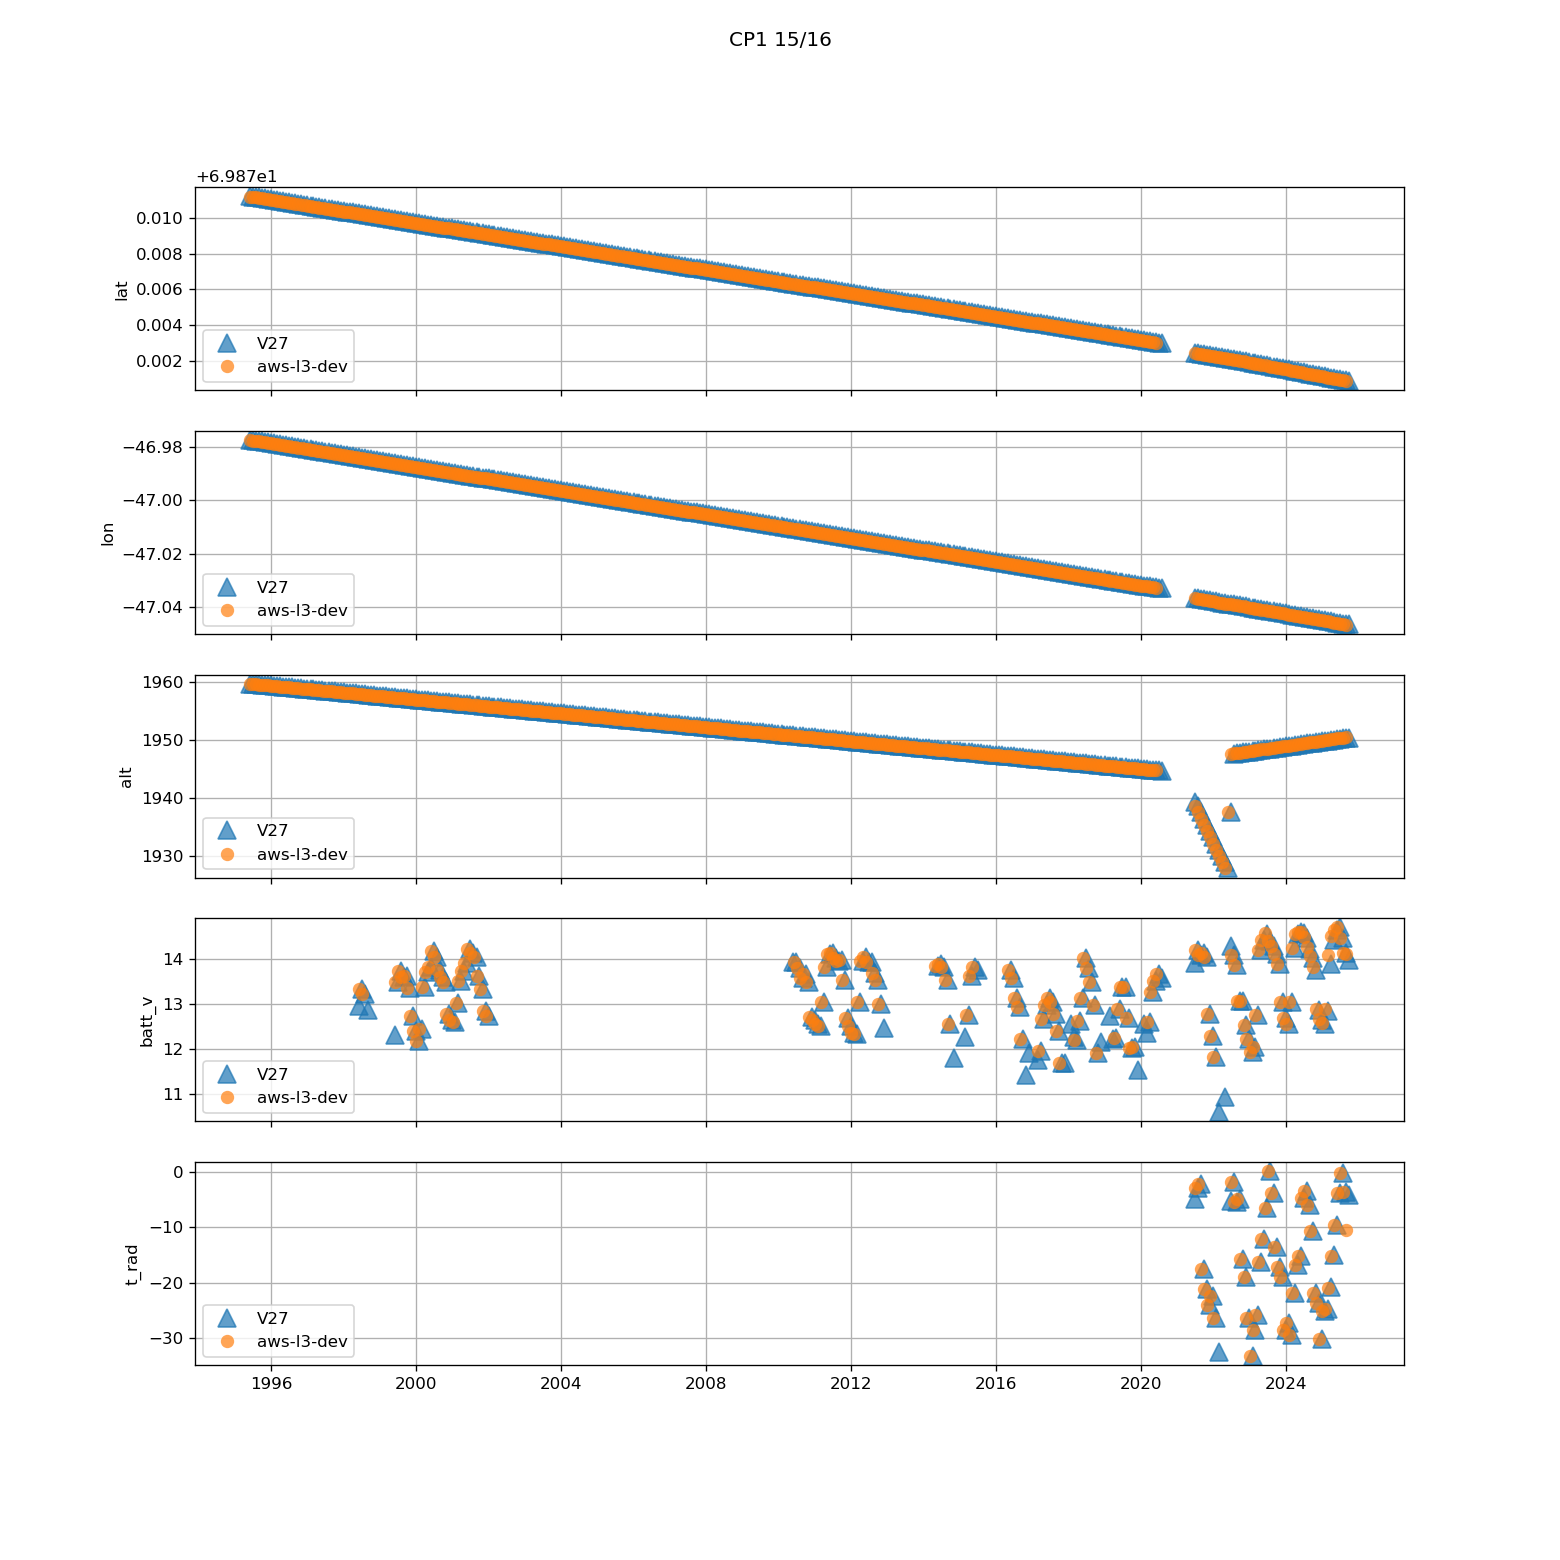 CP1 15/16
+6.987e1
0.010
0.008
0.006
0.004
0.002
lat
V27
aws-l3-dev
−46.98
−47.00
−47.02
−47.04
lon
V27
aws-l3-dev
1960
1950
1940
1930
alt
V27
aws-l3-dev
14
13
12
11
batt_v
V27
aws-l3-dev
0
−10
−20
−30
t_rad
V27
aws-l3-dev
1996 2000 2004 2008 2012 2016 2020 2024